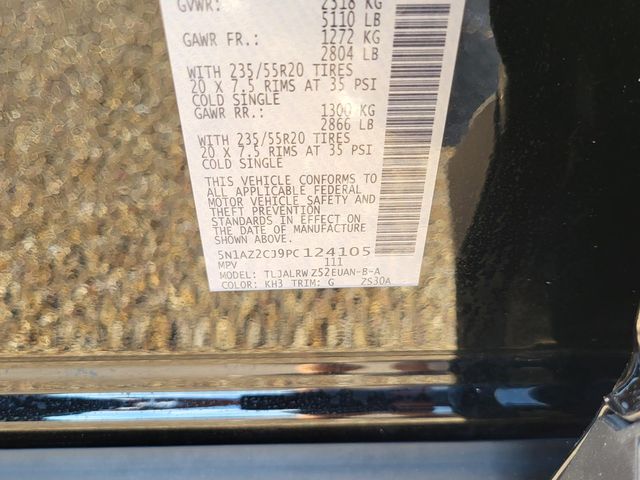 GVWR: 2318 KG
5110 LB
GAWR FR.: 1272 KG
2804 LB
WITH 235/55R20 TIRES
20 X 7.5 RIMS AT 35 PSI
COLD SINGLE
GAWR RR.: 1300 KG
2866 LB
WITH 235/55R20 TIRES
20 X 7.5 RIMS AT 35 PSI
COLD SINGLE
THIS VEHICLE CONFORMS TO
ALL APPLICABLE FEDERAL
MOTOR VEHICLE SAFETY AND
THEFT PREVENTION
STANDARDS IN EFFECT ON
THE DATE OF MANUFACTURE
SHOWN ABOVE.
5N1AZ2CJ9PC124105
MPV 111
MODEL: TLJALRWZ52EUAN-B-A
COLOR: KH3 TRIM: G ZS30A